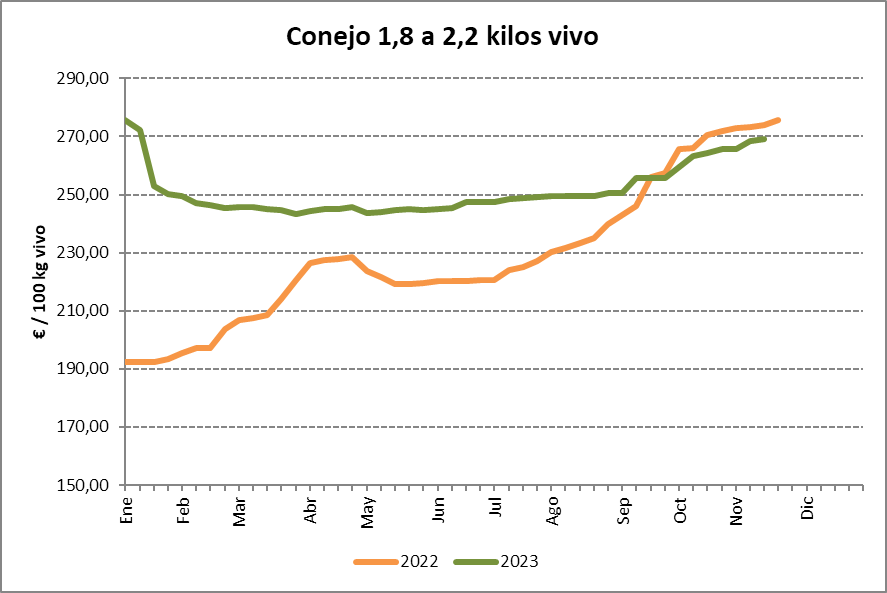 Conejo 1,8 a 2,2 kilos vivo
€ / 100 kg vivo
290,00
270,00
250,00
230,00
210,00
190,00
170,00
150,00
Ene
Feb
Mar
Abr
May
Jun
Jul
Ago
Sep
Oct
Nov
Dic
2022
2023